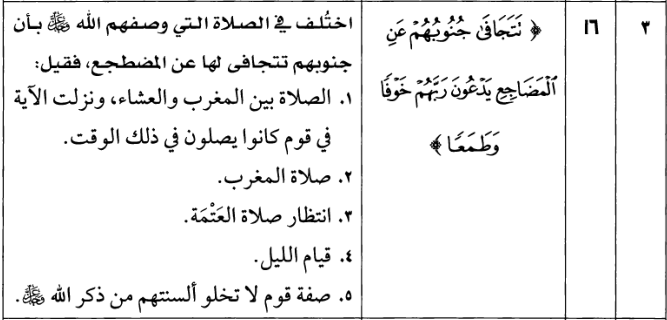 ٣
١٦
﴿ نَتَجَافَىٰ جُنُوبُهُمْ عَنِ
الْمَضَاجِعِ يَدْعُونَ رَبَّهُمْ خَوْفًا
وَطَمَعًا ﴾
اختُلف في الصلاة التي وصفهم الله ﷻ بأن
جنوبهم تتجافى لها عن المضطجع، فقيل:
١. الصلاة بين المغرب والعشاء، ونزلت الآية
في قوم كانوا يصلون في ذلك الوقت.
٢. صلاة المغرب.
٣. انتظار صلاة العَتْمَة.
٤. قيام الليل.
٥. صفة قوم لا تخلو ألسنتهم من ذكر الله ﷻ.